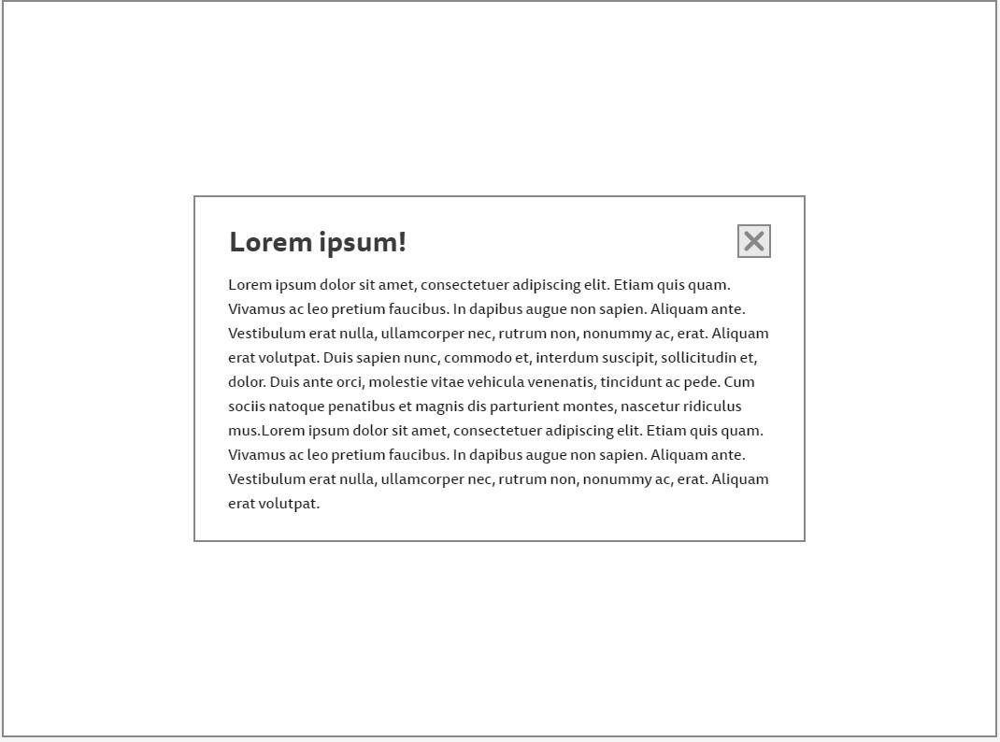 Lorem ipsum!
Lorem ipsum dolor sit amet, consectetuer adipiscing elit. Etiam quis quam.
Vivamus ac leo pretium faucibus. In dapibus augue non sapien. Aliquam ante.
Vestibulum erat nulla, ullamcorper nec, rutrum non, nonummy ac, erat. Aliquam
erat volutpat. Duis sapien nunc, commodo et, interdum suscipit, sollicitudin et,
dolor. Duis ante orci, molestie vitae vehicula venenatis, tincidunt ac pede. Cum
sociis natoque penatibus et magnis dis parturient montes, nascetur ridiculus
mus.Lorem ipsum dolor sit amet, consectetuer adipiscing elit. Etiam quis quam.
Vivamus ac leo pretium faucibus. In dapibus augue non sapien. Aliquam ante.
Vestibulum erat nulla, ullamcorper nec, rutrum non, nonummy ac, erat. Aliquam
erat volutpat.